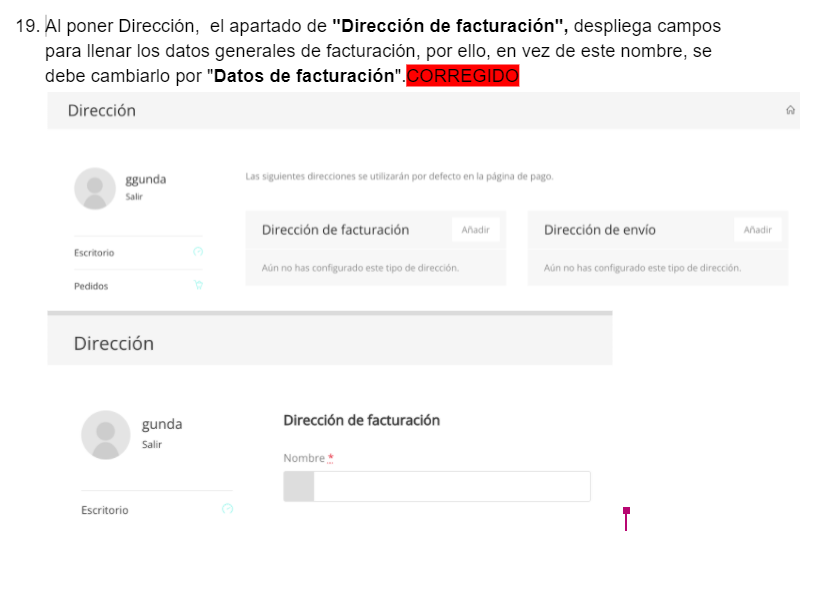 19. Al poner Dirección, el apartado de "Dirección de facturación", despliega campos
para llenar los datos generales de facturación, por ello, en vez de este nombre, se
debe cambiarlo por "Datos de facturación".CORREGIDO
Dirección
ggunda
Salir
Las siguientes direcciones se utilizarán por defecto en la página de pago.
Dirección de facturación Añadir
Dirección de envío Añadir
Escritorio
Aún no has configurado este tipo de dirección.
Aún no has configurado este tipo de dirección.
Pedidos
Dirección
gunda
Salir
Dirección de facturación
Nombre *
Escritorio